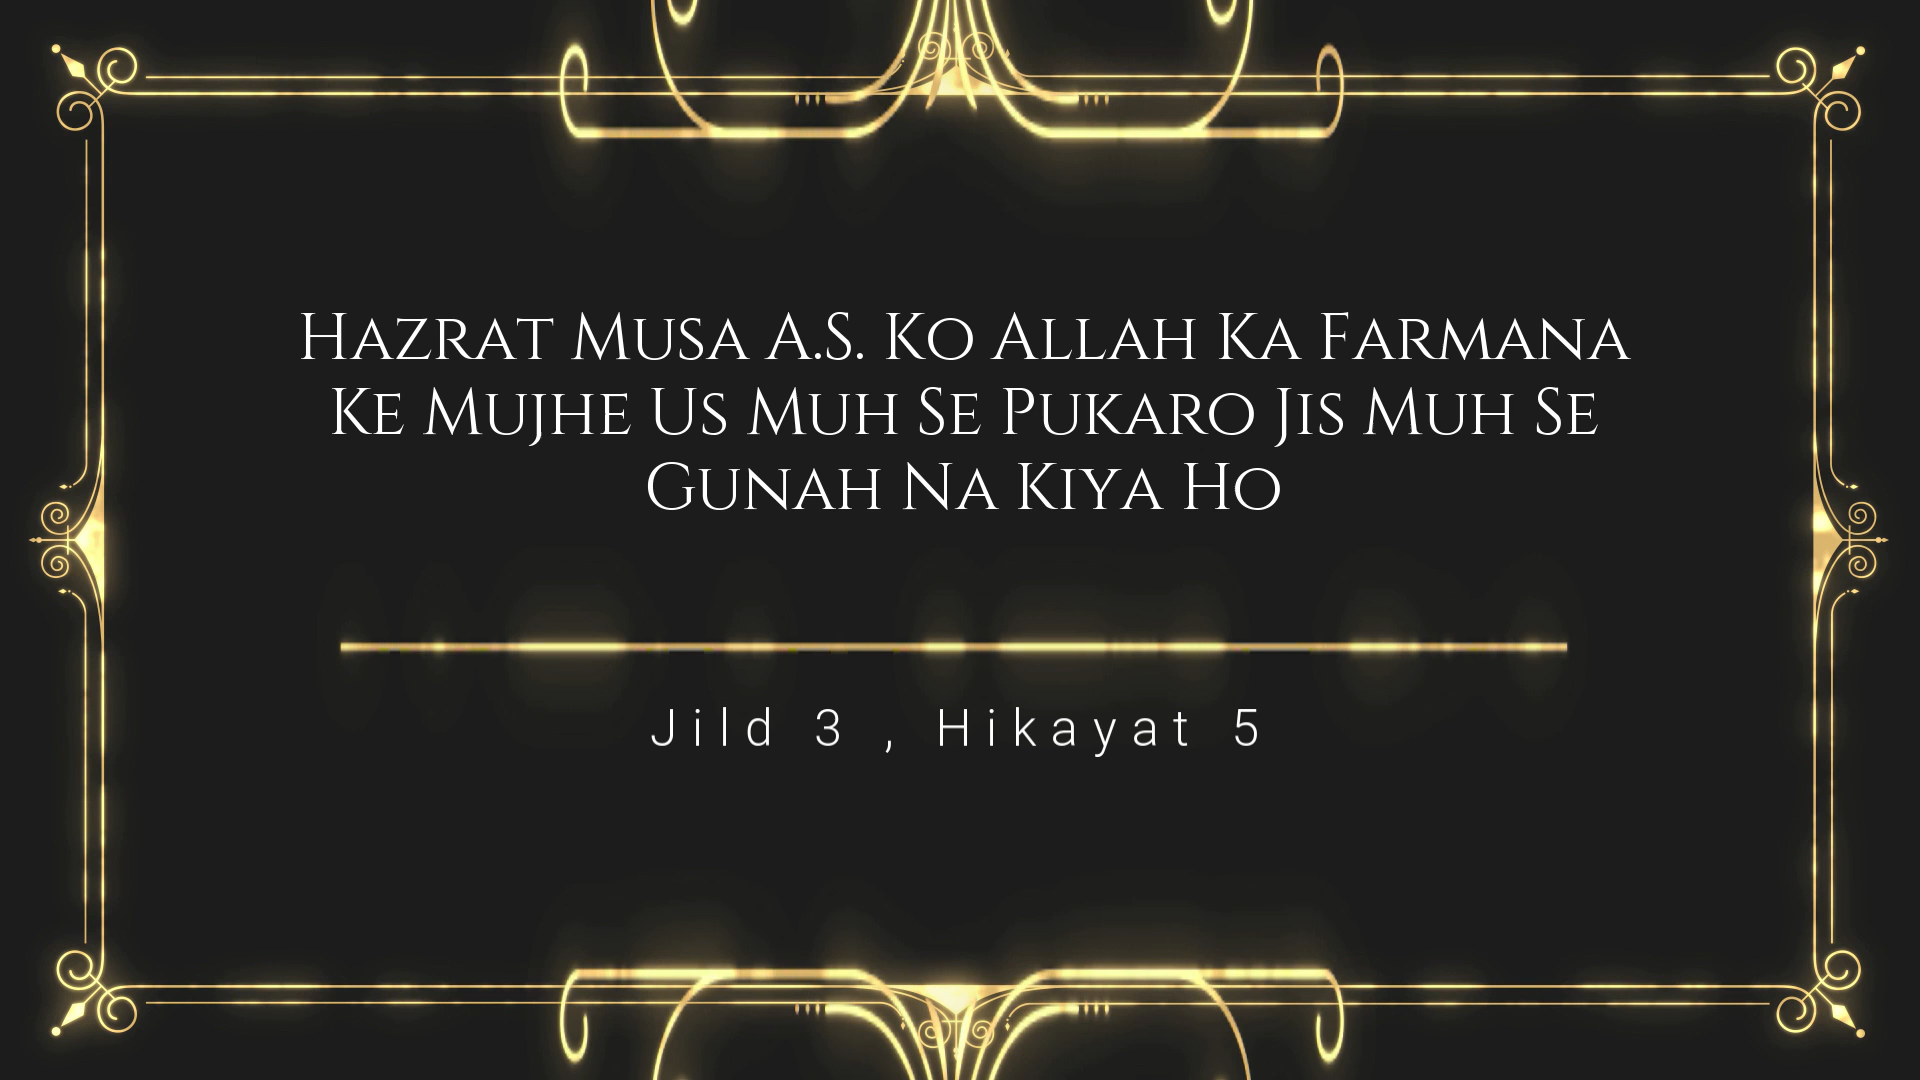 Hazrat Musa A.S. Ko Allah Ka Farmana
Ke Mujhe Us Muh Se Pukaro Jis Muh Se
Gunah Na Kiya Ho
Jild 3 , Hikayat 5